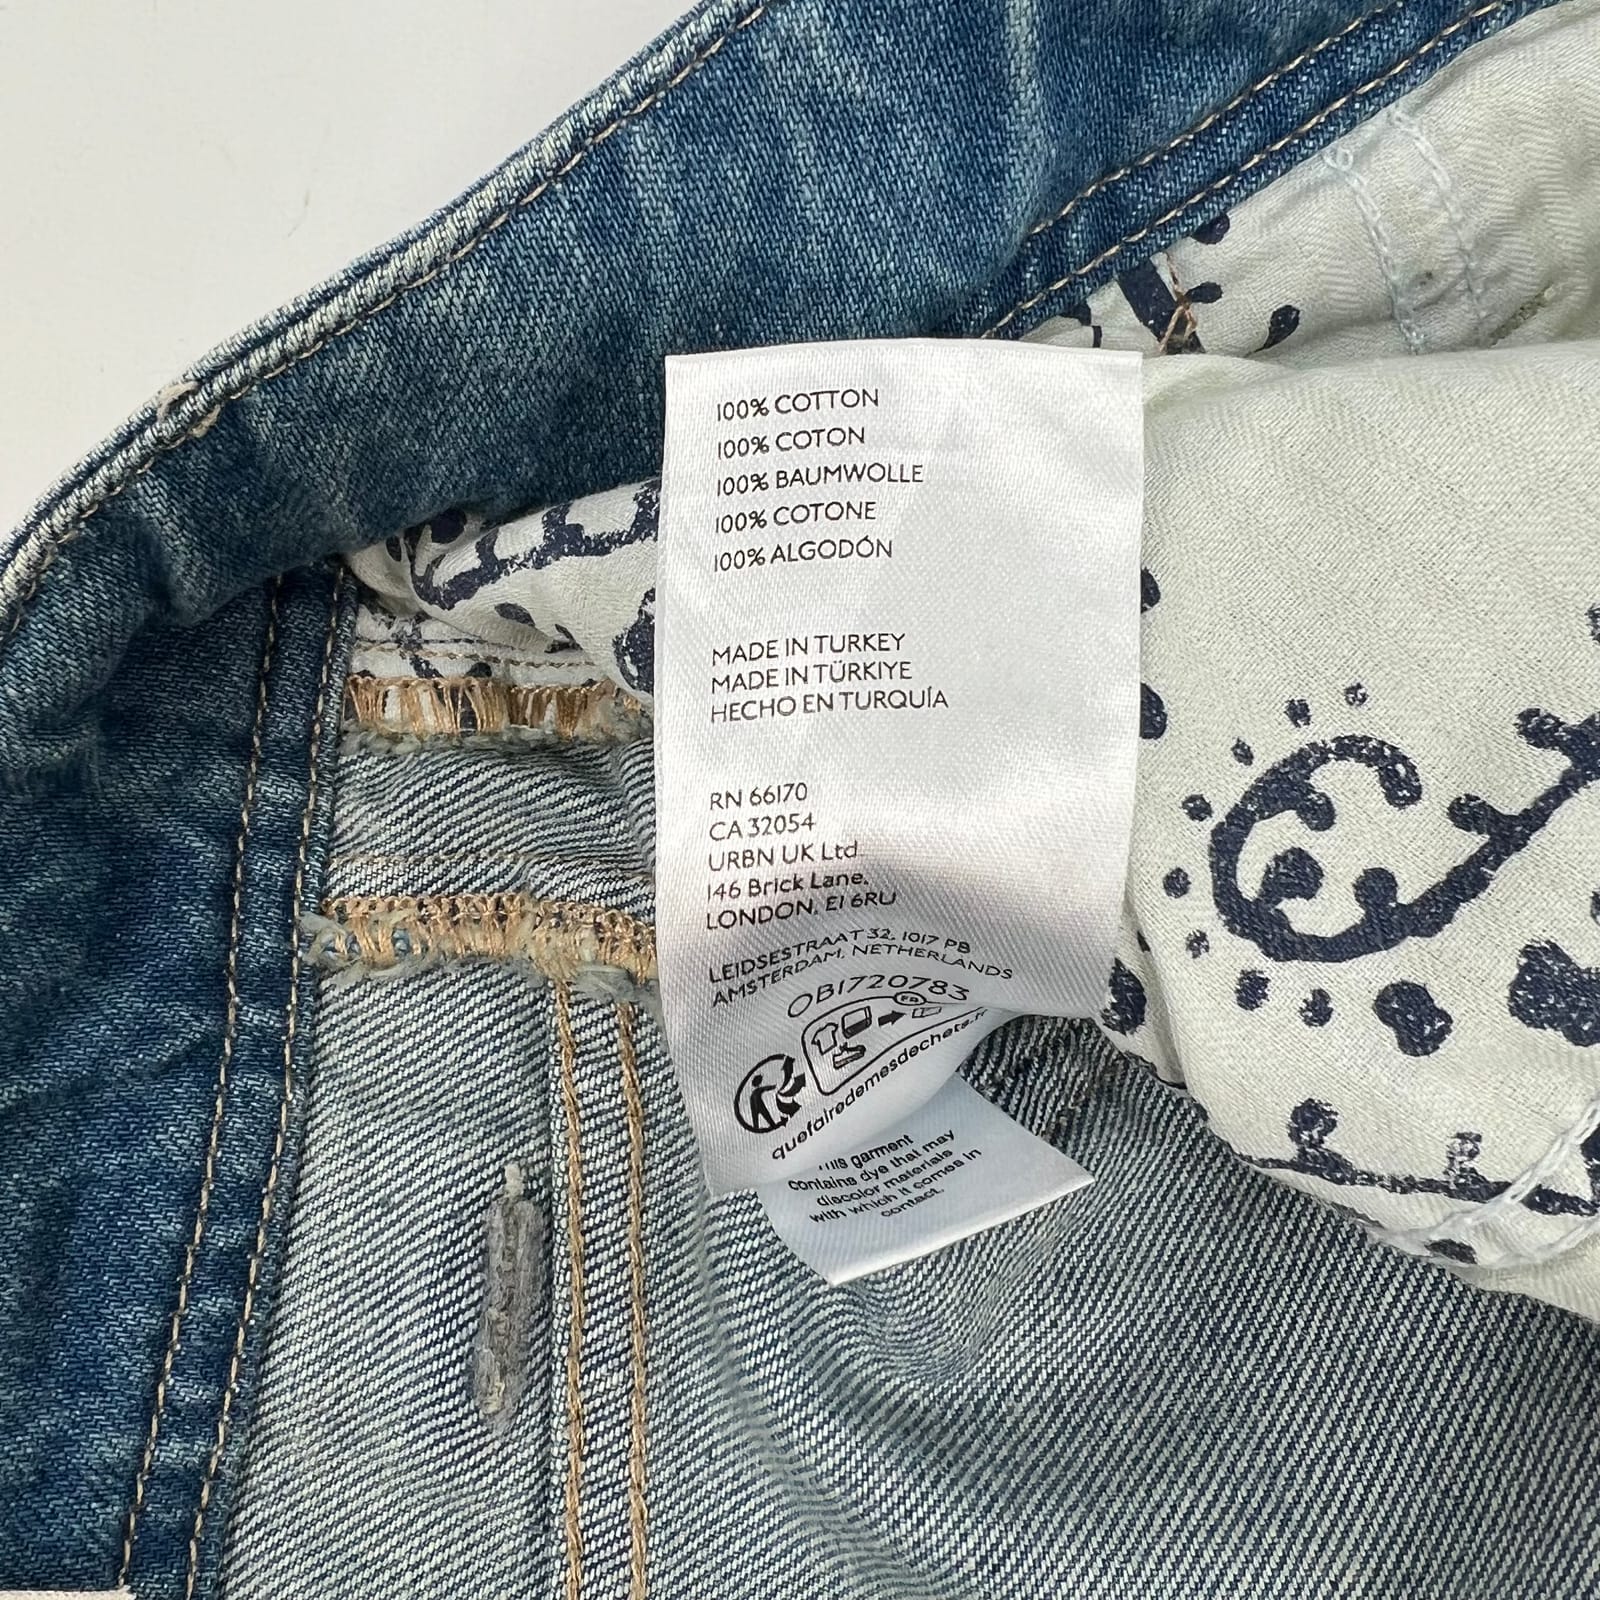 100% COTTON
100% COTON
100% BAUMWOLLE
100% COTONE
100% ALGODÓN
MADE IN TURKEY
MADE IN TÜRKIYE
HECHO EN TURQUÍA
RN 66170
CA 32054
URBN UK Ltd.
146 Brick Lane,
LONDON, E1 6RU
LEIDSESTRAAT 32, 1017 PB
AMSTERDAM, NETHERLANDS
OB1720783
FR
quefairedemesdechets.fr
This garment
contains dye that may
discolor materials
with which it comes in
contact.